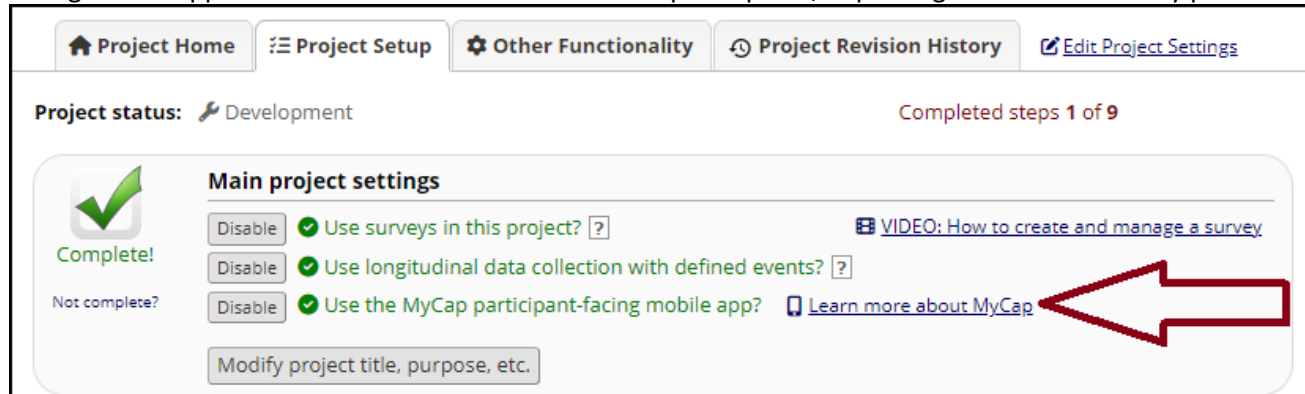 Project Home Project Setup Other Functionality Project Revision History Edit Project Settings
Project status: Development Completed steps 1 of 9
Main project settings
Disable Use surveys in this project? ? VIDEO: How to create and manage a survey
Complete!
Disable Use longitudinal data collection with defined events? ?
Not complete?
Disable Use the MyCap participant-facing mobile app? Learn more about MyCap
Modify project title, purpose, etc.